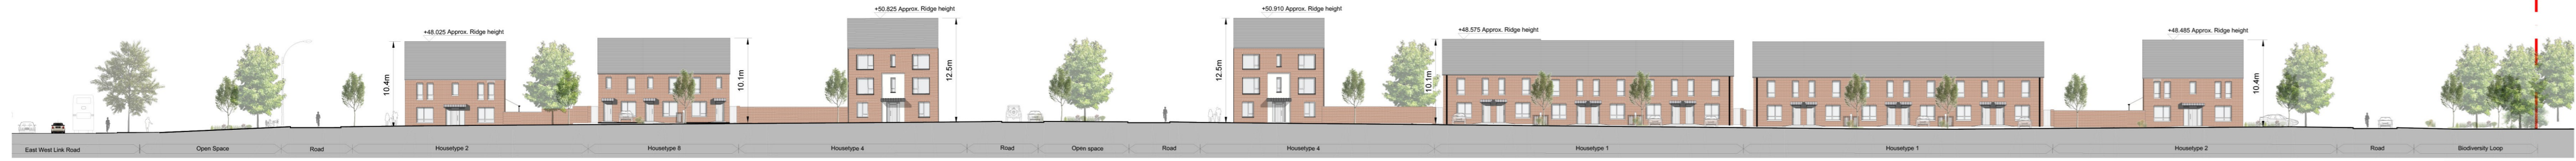 +50.825 Approx. Ridge height
+50.910 Approx. Ridge height
+48.025 Approx. Ridge height
+48.575 Approx. Ridge height
+48.485 Approx. Ridge height
10.4m
10.1m
12.5m
12.5m
10.1m
10.4m
East West Link Road
Open Space
Road
Housetype 2
Housetype 8
Housetype 4
Road
Open space
Road
Housetype 4
Housetype 1
Housetype 1
Housetype 2
Road
Biodiversity Loop